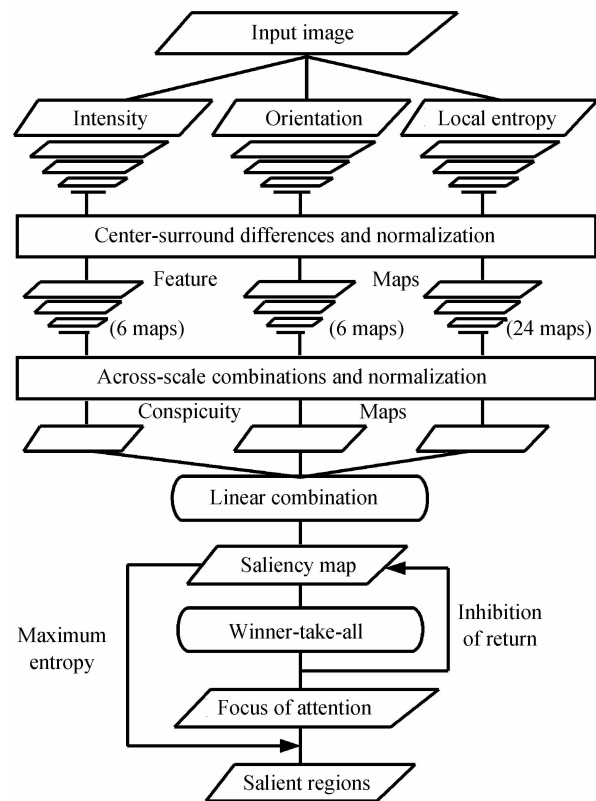 Input image
Intensity
Orientation
Local entropy
Center-surround differences and normalization
Feature
Maps
(6 maps)
(6 maps)
(24 maps)
Across-scale combinations and normalization
Conspicuity
Maps
Linear combination
Saliency map
Winner-take-all
Inhibition
of return
Maximum
entropy
Focus of attention
Salient regions